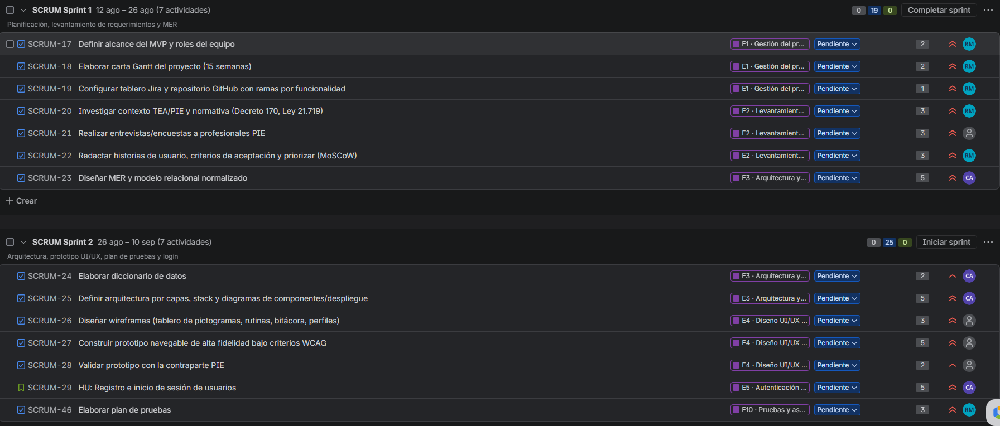 SCRUM Sprint 1 12 ago – 26 ago (7 actividades) 0 19 0 Completar sprint
Planificación, levantamiento de requerimientos y MER
SCRUM-17 Definir alcance del MVP y roles del equipo E1 · Gestión del pr... Pendiente 2 RM
SCRUM-18 Elaborar carta Gantt del proyecto (15 semanas) E1 · Gestión del pr... Pendiente 2 RM
SCRUM-19 Configurar tablero Jira y repositorio GitHub con ramas por funcionalidad E1 · Gestión del pr... Pendiente 1 RM
SCRUM-20 Investigar contexto TEA/PIE y normativa (Decreto 170, Ley 21.719) E2 · Levantamient... Pendiente 3 RM
SCRUM-21 Realizar entrevistas/encuestas a profesionales PIE E2 · Levantamient... Pendiente 3
SCRUM-22 Redactar historias de usuario, criterios de aceptación y priorizar (MoSCoW) E2 · Levantamient... Pendiente 3 RM
SCRUM-23 Diseñar MER y modelo relacional normalizado E3 · Arquitectura y... Pendiente 5 CA
+ Crear
SCRUM Sprint 2 26 ago – 10 sep (7 actividades) 0 25 0 Iniciar sprint
Arquitectura, prototipo UI/UX, plan de pruebas y login
SCRUM-24 Elaborar diccionario de datos E3 · Arquitectura y... Pendiente 2 CA
SCRUM-25 Definir arquitectura por capas, stack y diagramas de componentes/despliegue E3 · Arquitectura y... Pendiente 5 CA
SCRUM-26 Diseñar wireframes (tablero de pictogramas, rutinas, bitácora, perfiles) E4 · Diseño UI/UX ... Pendiente 3
SCRUM-27 Construir prototipo navegable de alta fidelidad bajo criterios WCAG E4 · Diseño UI/UX ... Pendiente 5
SCRUM-28 Validar prototipo con la contraparte PIE E4 · Diseño UI/UX ... Pendiente 2
SCRUM-29 HU: Registro e inicio de sesión de usuarios E5 · Autenticación ... Pendiente 5 CA
SCRUM-46 Elaborar plan de pruebas E10 · Pruebas y as... Pendiente 3 RM